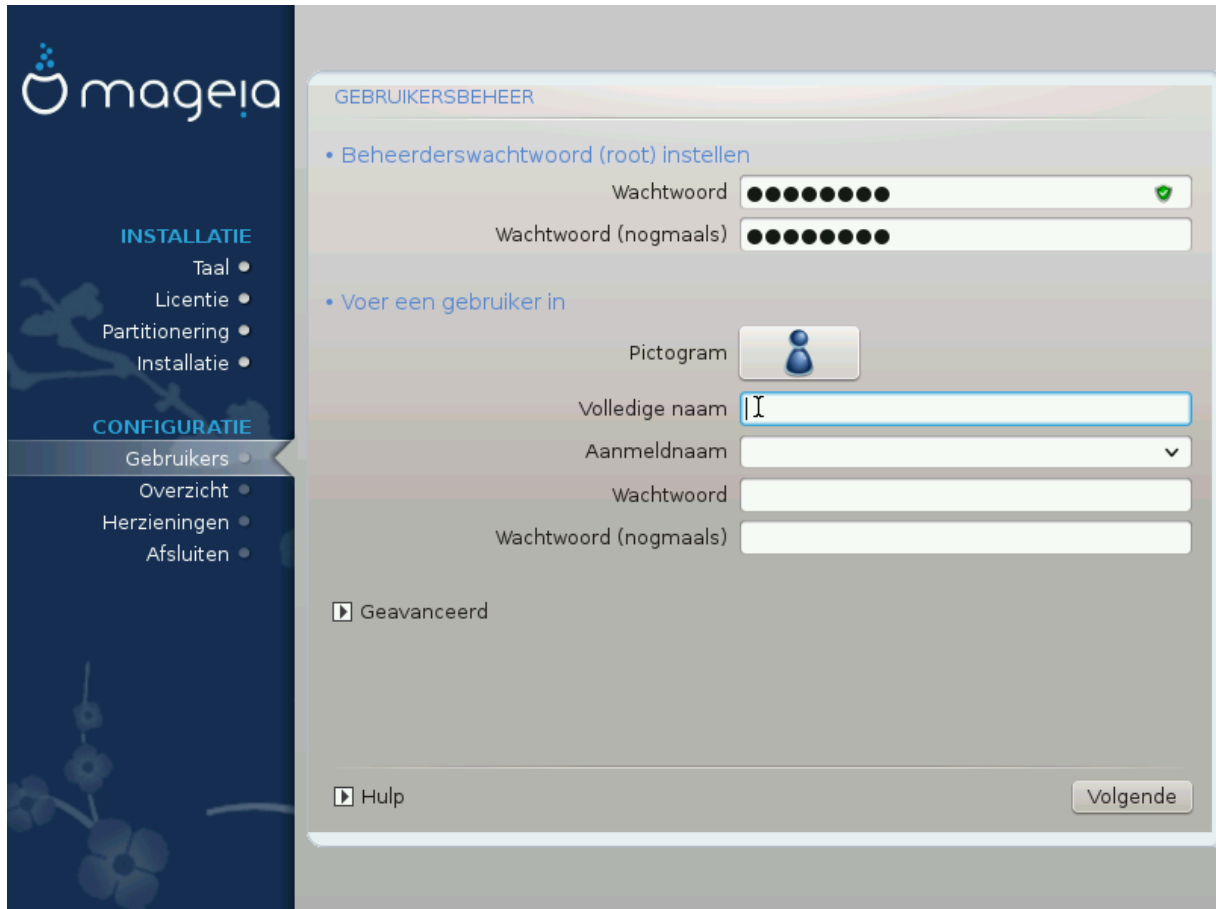 mageia
INSTALLATIE
Taal
Licentie
Partitionering
Installatie
CONFIGURATIE
Gebruikers
Overzicht
Herzieningen
Afsluiten
GEBRUIKERSBEHEER
• Beheerderswachtwoord (root) instellen
Wachtwoord ●●●●●●●●
Wachtwoord (nogmaals) ●●●●●●●●
• Voer een gebruiker in
Pictogram
Volledige naam
Aanmeldnaam
Wachtwoord
Wachtwoord (nogmaals)
Geavanceerd
Hulp
Volgende